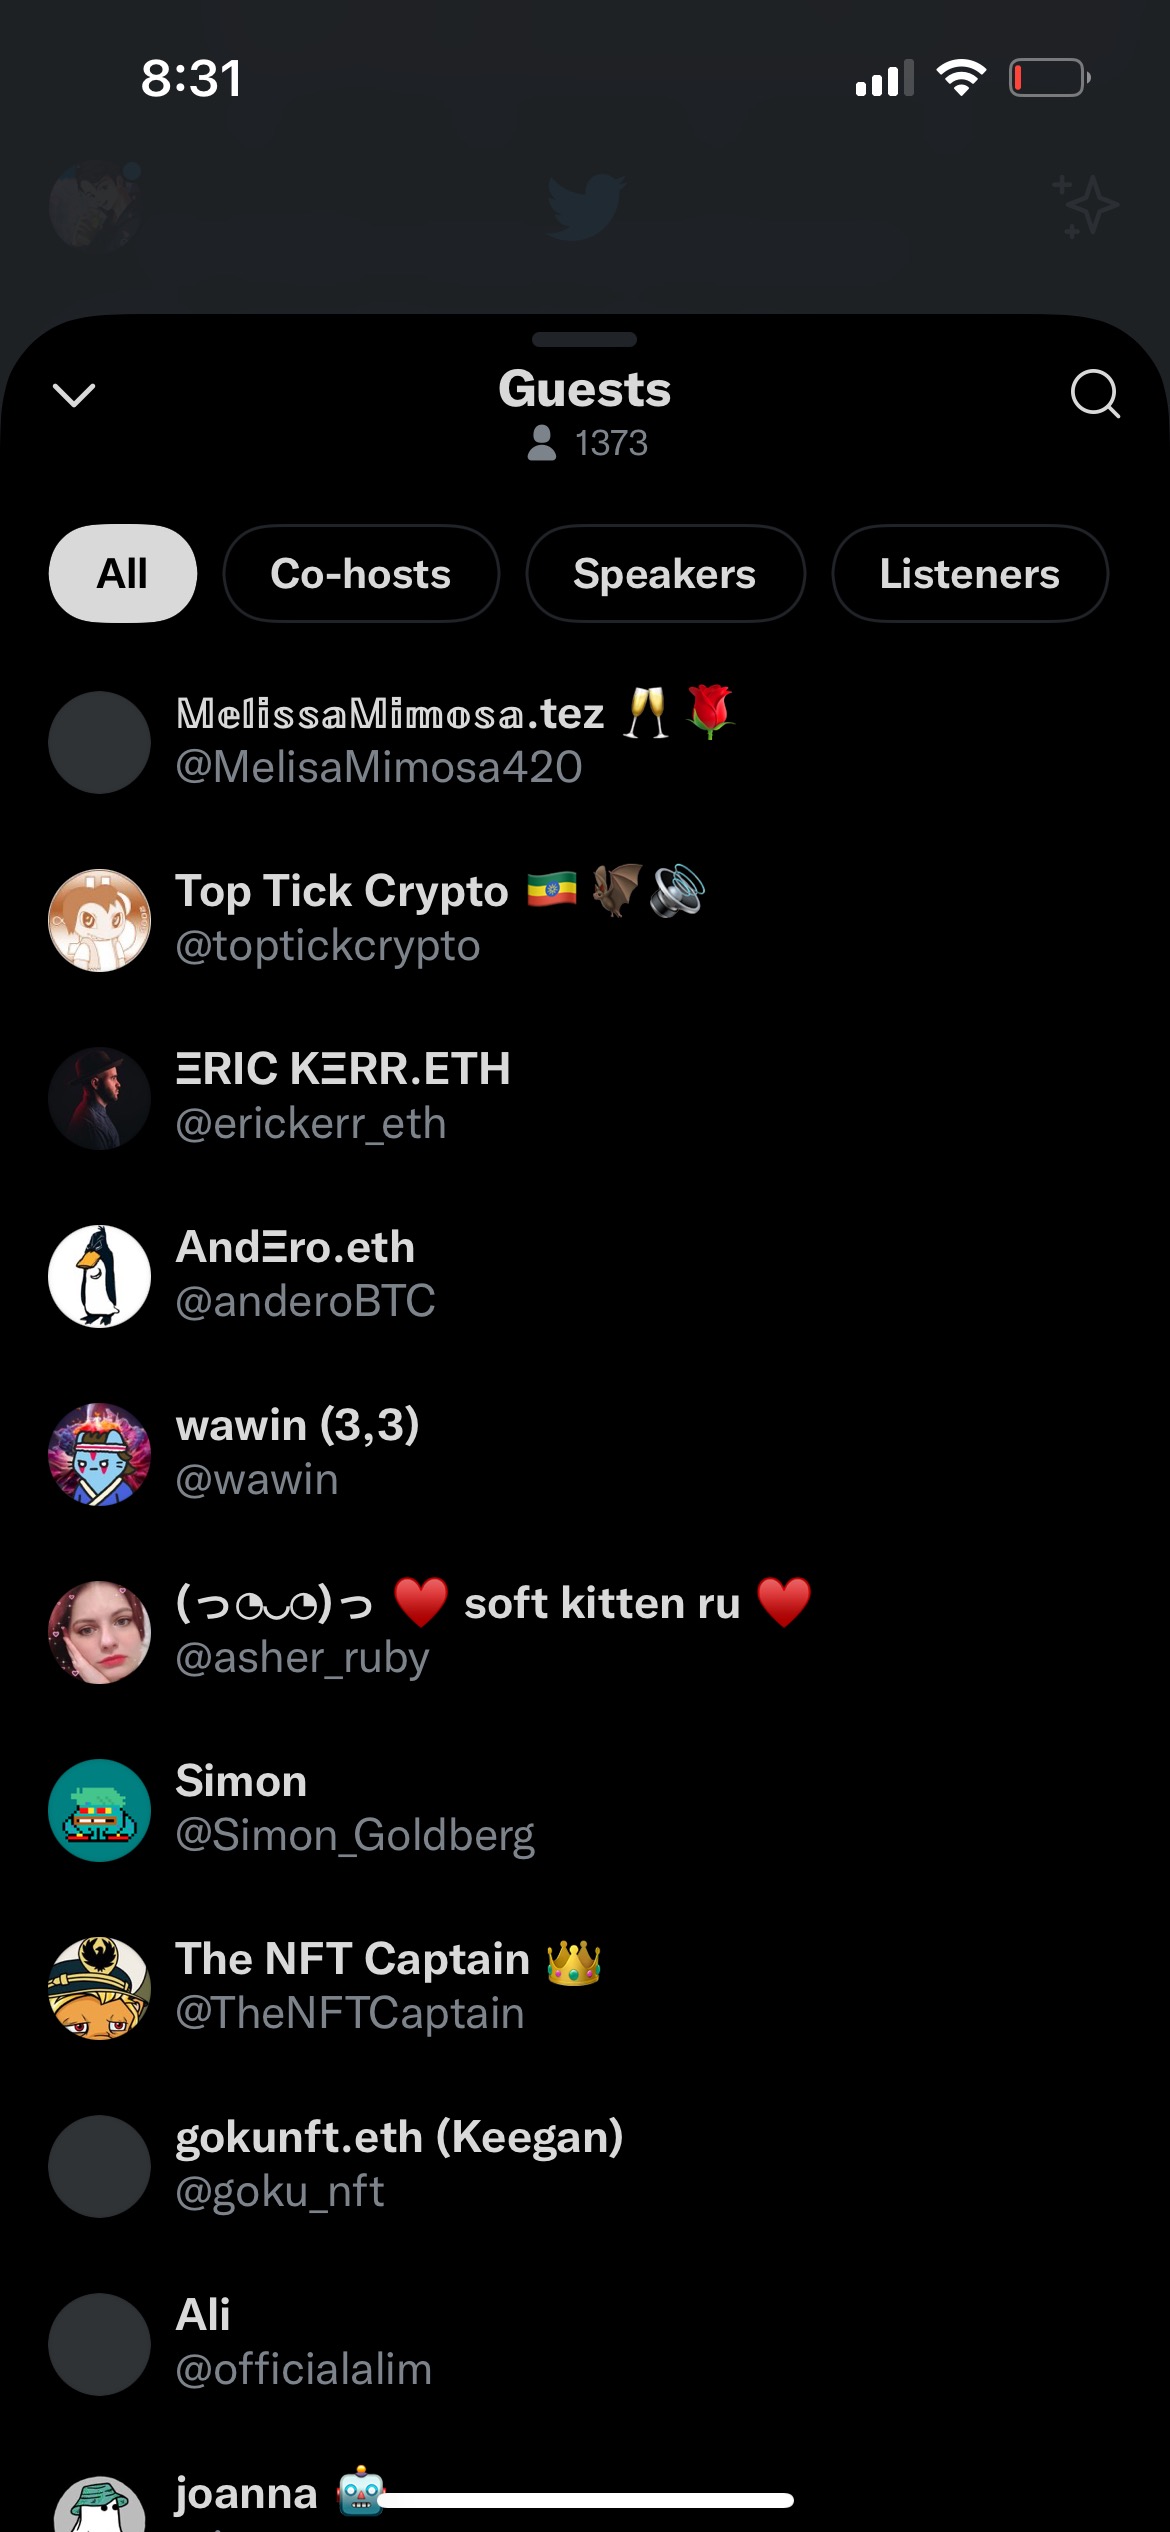 8:31
Guests
1373
All
Co-hosts
Speakers
Listeners
𝕄𝕖𝕝𝕚𝕤𝕤𝕒𝕄𝕚𝕞𝕠𝕤𝕒.tez 🥂 🌹
@MelisaMimosa420
Top Tick Crypto 🇪🇹 🦇🔊
@toptickcrypto
ΞRIC KΞRR.ETH
@erickerr_eth
AndΞro.eth
@anderoBTC
wawin (3,3)
@wawin
(っ◔◡◔)っ ♥️ soft kitten ru ♥️
@asher_ruby
Simon
@Simon_Goldberg
The NFT Captain 👑
@TheNFTCaptain
gokunft.eth (Keegan)
@goku_nft
Ali
@officialalim
joanna 🤖